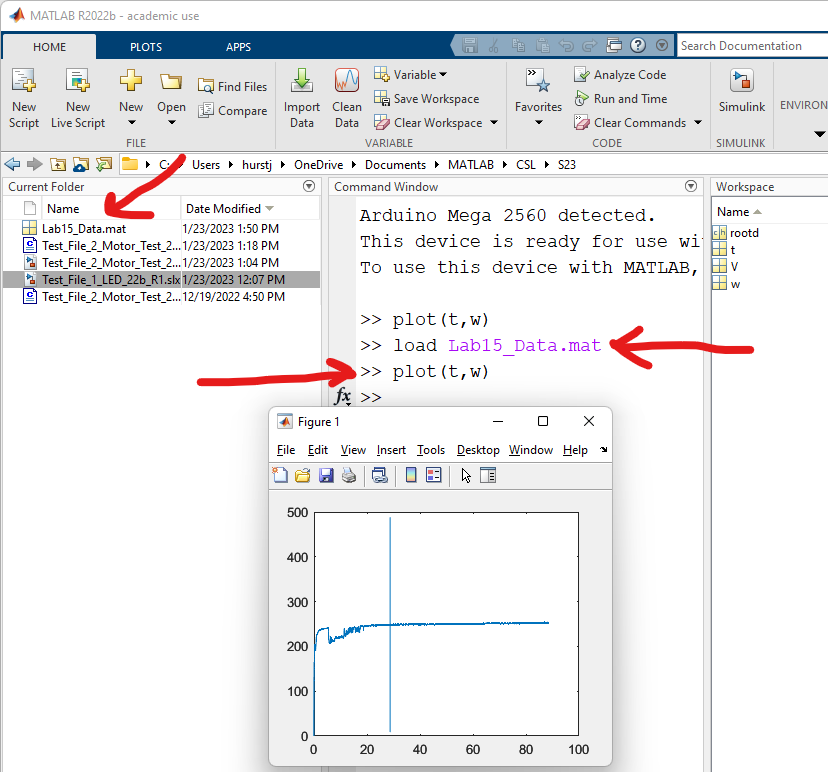 MATLAB R2022b - academic use
HOME PLOTS APPS
Search Documentation
New Script
New Live Script
New
Open
Find Files
Compare
Import Data
Clean Data
Variable
Save Workspace
Clear Workspace
Favorites
Analyze Code
Run and Time
Clear Commands
Simulink
ENVIRON
FILE VARIABLE CODE SIMULINK
Users hurstj OneDrive Documents MATLAB CSL S23
Current Folder
Name Date Modified
Lab15_Data.mat 1/23/2023 1:50 PM
Test_File_2_Motor_Test_2... 1/23/2023 1:18 PM
Test_File_2_Motor_Test_2... 1/23/2023 1:04 PM
Test_File_1_LED_22b_R1.slx 1/23/2023 12:07 PM
Test_File_2_Motor_Test_2... 12/19/2022 4:50 PM
Command Window
Arduino Mega 2560 detected.
This device is ready for use wi
To use this device with MATLAB,
>> plot(t,w)
>> load Lab15_Data.mat
>> plot(t,w)
fx >>
Workspace
Name
rootd
t
V
w
Figure 1
File Edit View Insert Tools Desktop Window Help
500
400
300
200
100
0
0 20 40 60 80 100